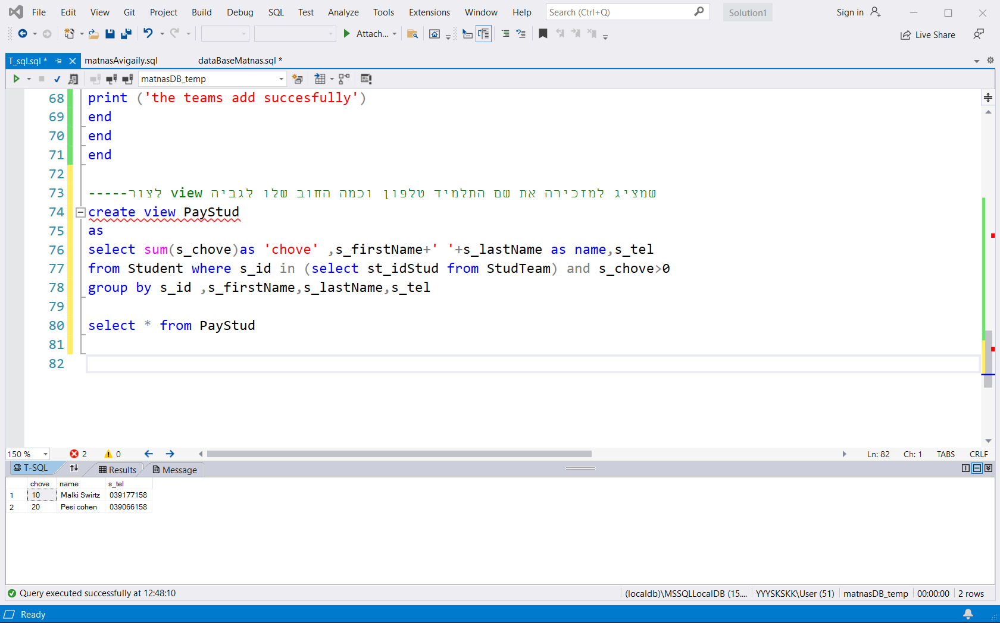 File Edit View Git Project Build Debug SQL Test Analyze Tools Extensions Window Help Search (Ctrl+Q) Solution1 Sign in
Attach... Live Share
T_sql.sql * matnasAvigaily.sql dataBaseMatnas.sql *
matnasDB_temp
68 print ('the teams add succesfully')
69 end
70 end
71 end
72
73 -----לצור view שמציג למזכירה את שם התלמיד טלפון וכמה החוב שלו לגביה
74 create view PayStud
75 as
76 select sum(s_chove)as 'chove' ,s_firstName+' '+s_lastName as name,s_tel
77 from Student where s_id in (select st_idStud from StudTeam) and s_chove>0
78 group by s_id ,s_firstName,s_lastName,s_tel
79
80 select * from PayStud
81
82
150 % 2 0 Ln: 82 Ch: 1 TABS CRLF
T-SQL Results Message
chove name s_tel
1 10 Malki Swirtz 039177158
2 20 Pesi cohen 039066158
Query executed successfully at 12:48:10 (localdb)\MSSQLLocalDB (15.... YYYSKSKK\User (51) matnasDB_temp 00:00:00 2 rows
Ready